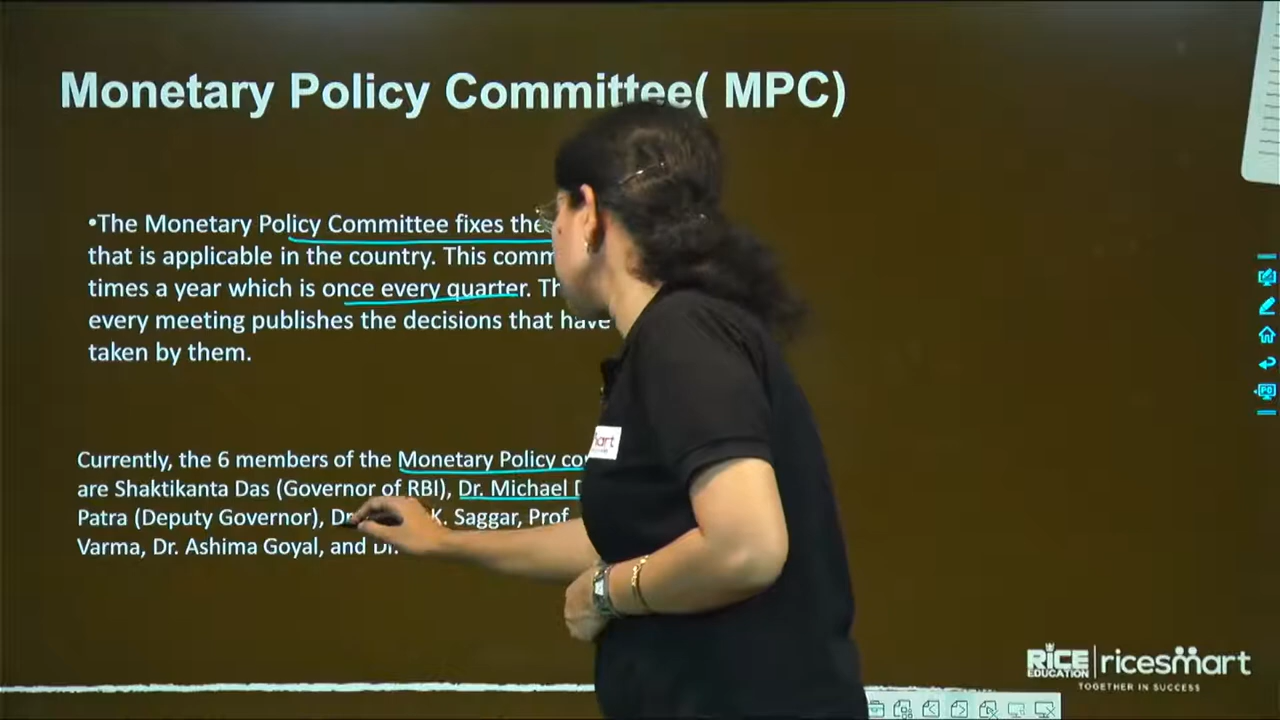 Monetary Policy Committee( MPC)
•The Monetary Policy Committee fixes the
that is applicable in the country. This comm
times a year which is once every quarter. Th
every meeting publishes the decisions that have
taken by them.
Currently, the 6 members of the Monetary Policy co
are Shaktikanta Das (Governor of RBI), Dr. Michael D
Patra (Deputy Governor), Dr K. Saggar, Prof
Varma, Dr. Ashima Goyal, and Dr.
RICE EDUCATION ricesmart
TOGETHER IN SUCCESS